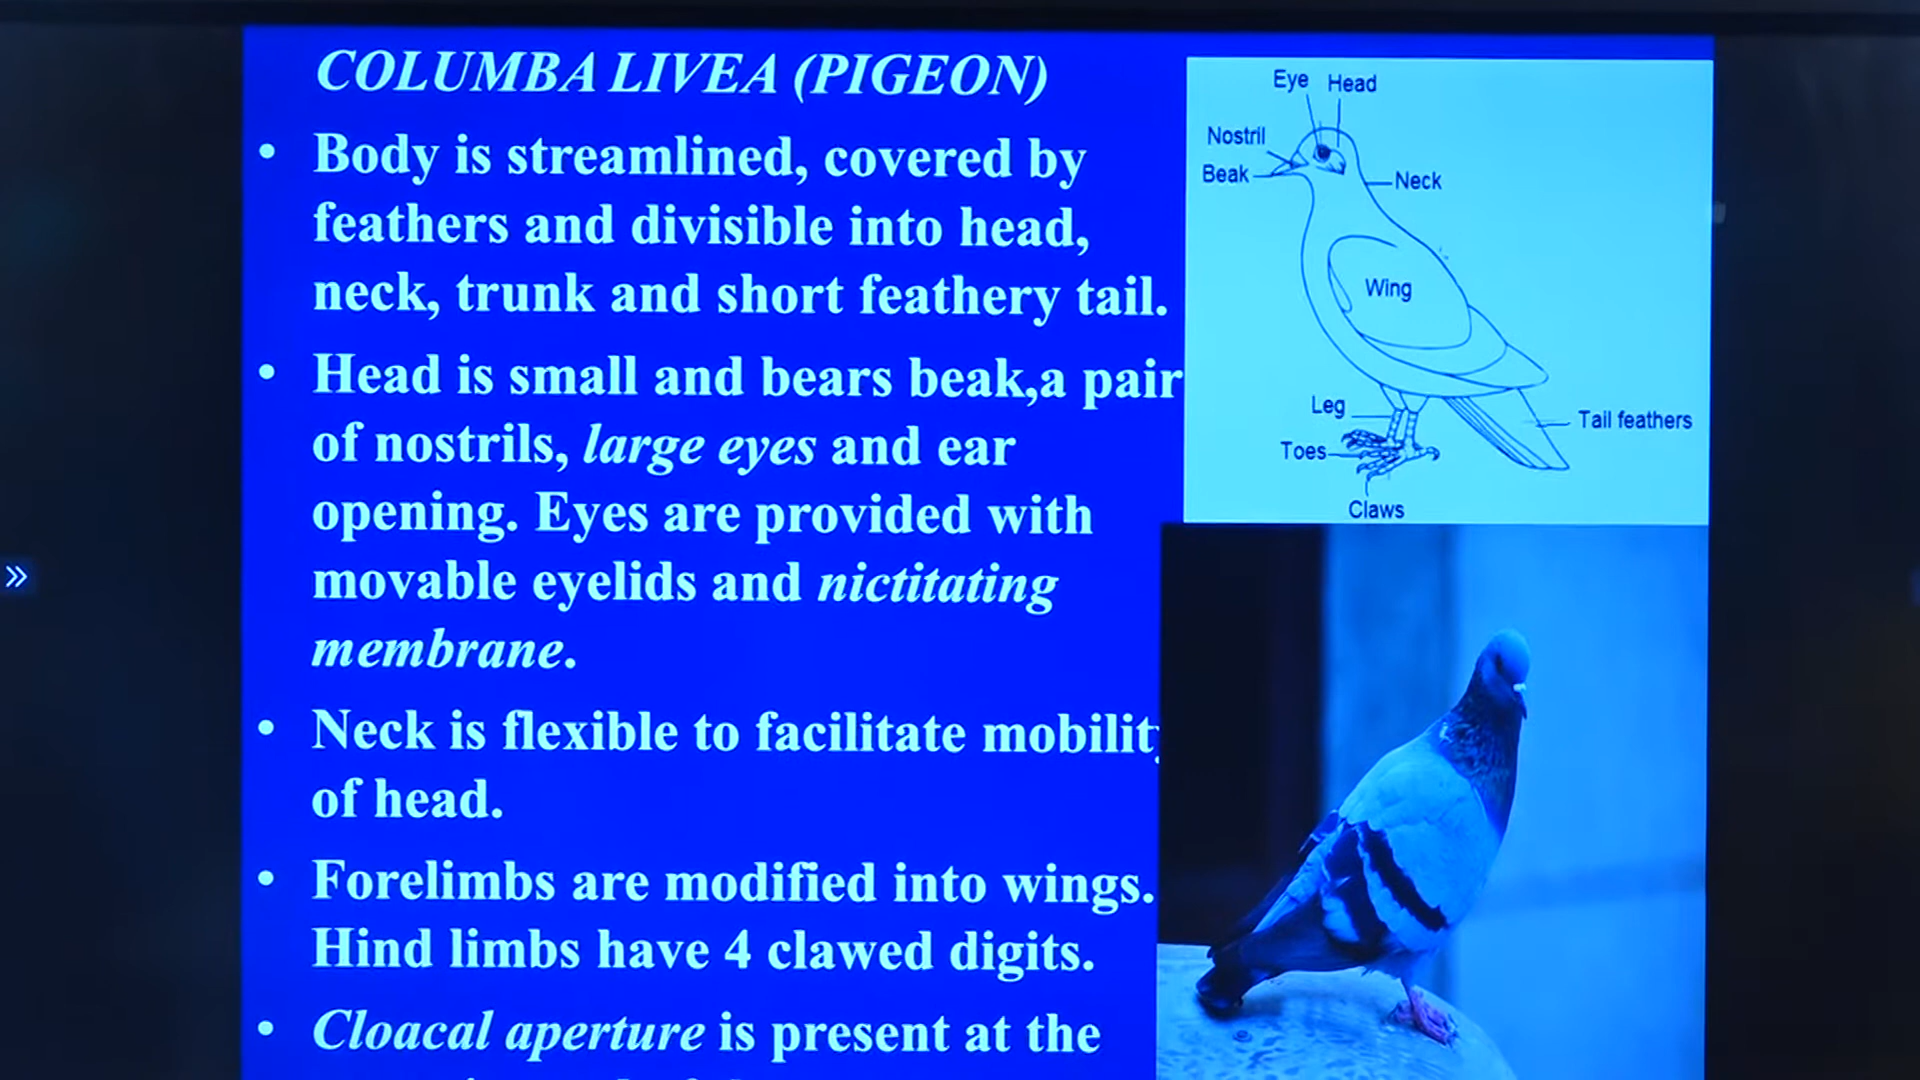 COLUMBA LIVEA (PIGEON)
• Body is streamlined, covered by
feathers and divisible into head,
neck, trunk and short feathery tail.
• Head is small and bears beak,a pair
of nostrils, large eyes and ear
opening. Eyes are provided with
movable eyelids and nictitating
membrane.
• Neck is flexible to facilitate mobilit
of head.
• Forelimbs are modified into wings.
Hind limbs have 4 clawed digits.
• Cloacal aperture is present at the
Eye Head
Nostril
Beak
Neck
Wing
Leg
Tail feathers
Toes
Claws